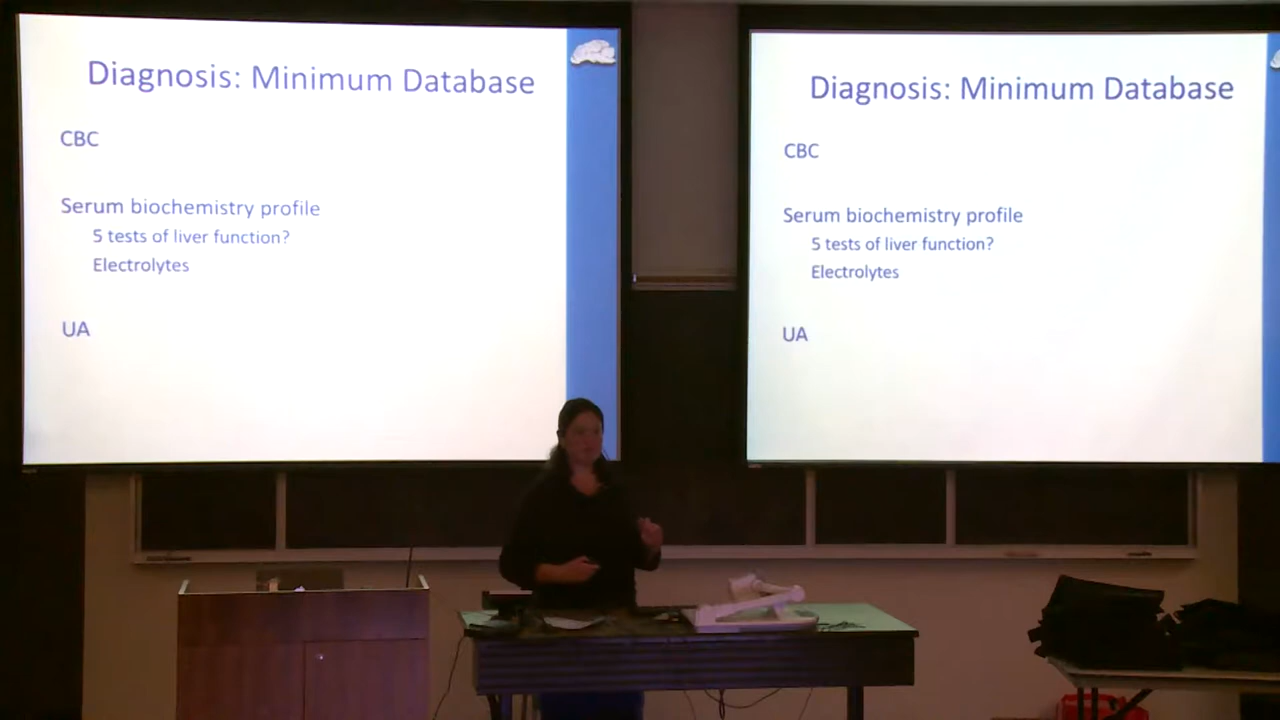 Diagnosis: Minimum Database
CBC
Serum biochemistry profile
5 tests of liver function?
Electrolytes
UA
Diagnosis: Minimum Database
CBC
Serum biochemistry profile
5 tests of liver function?
Electrolytes
UA